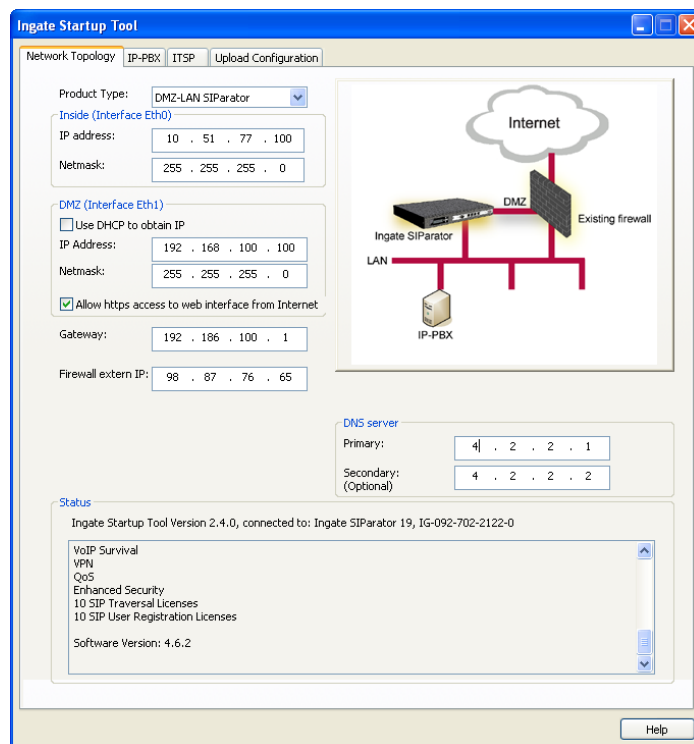 Ingate Startup Tool
Network Topology IP-PBX ITSP Upload Configuration
Product Type: DMZ-LAN SIParator
Inside (Interface Eth0)
IP address: 10 . 51 . 77 . 100
Netmask: 255 . 255 . 255 . 0
DMZ (Interface Eth1)
Use DHCP to obtain IP
IP Address: 192 . 168 . 100 . 100
Netmask: 255 . 255 . 255 . 0
Allow https access to web interface from Internet
Gateway: 192 . 186 . 100 . 1
Firewall extern IP: 98 . 87 . 76 . 65
Internet
DMZ
Existing firewall
Ingate SIParator
LAN
IP-PBX
DNS server
Primary: 4 . 2 . 2 . 1
Secondary: 4 . 2 . 2 . 2
(Optional)
Status
Ingate Startup Tool Version 2.4.0, connected to: Ingate SIParator 19, IG-092-702-2122-0
VoIP Survival
VPN
QoS
Enhanced Security
10 SIP Traversal Licenses
10 SIP User Registration Licenses
Software Version: 4.6.2
Help